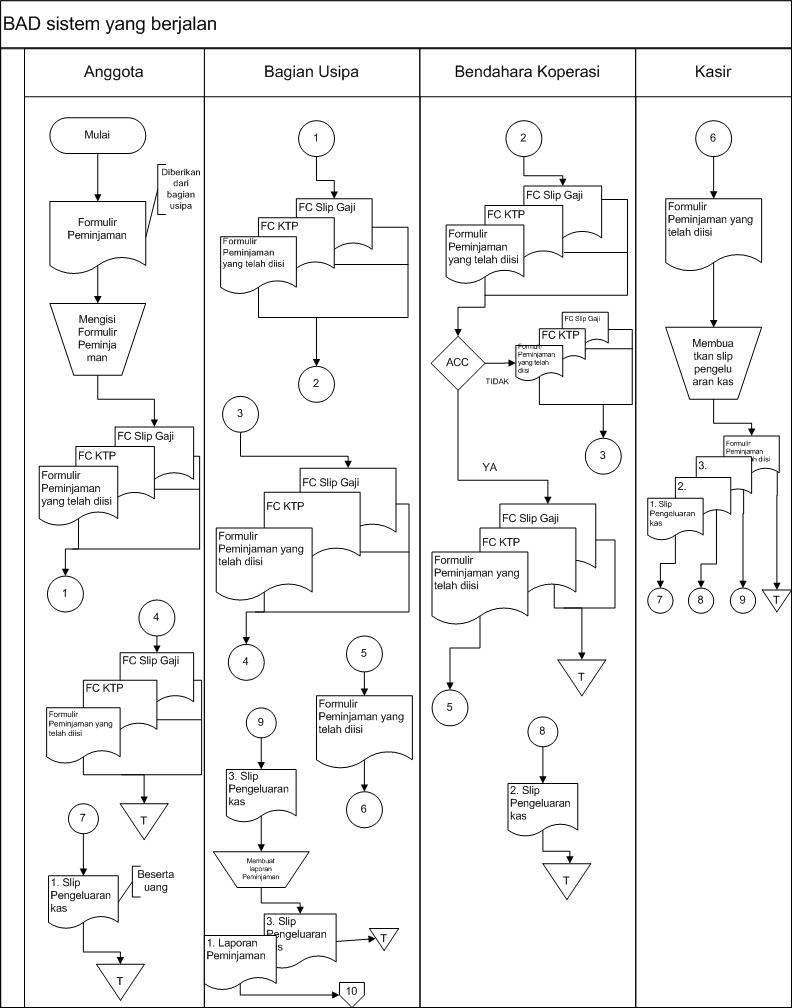 BAD sistem yang berjalan
Anggota
Bagian Usipa
Bendahara Koperasi
Kasir
Mulai
Diberikan
dari
bagian
usipa
Formulir
Peminjaman
Mengisi
Formulir
Peminja
man
FC Slip Gaji
FC KTP
Formulir
Peminjaman
yang telah diisi
1
4
FC Slip Gaji
FC KTP
Formulir
Peminjaman yang
telah diisi
T
7
1. Slip
Pengeluaran
kas
Beserta
uang
T
1
FC Slip Gaji
FC KTP
Formulir
Peminjaman
yang telah diisi
2
3
FC Slip Gaji
FC KTP
Formulir
Peminjaman yang
telah diisi
4
5
Formulir
Peminjaman yang
telah diisi
6
9
3. Slip
Pengeluaran
kas
Membuat
laporan
Peminjaman
3. Slip
Pengeluaran
1. Laporan
Peminjaman
T
10
2
FC Slip Gaji
FC KTP
Formulir
Peminjaman
yang telah diisi
ACC
TIDAK
FC Slip Gaji
FC KTP
Formulir
Peminjaman
yang telah
diisi
3
YA
FC Slip Gaji
FC KTP
Formulir
Peminjaman yang
telah diisi
T
5
8
2. Slip
Pengeluaran
kas
T
6
Formulir
Peminjaman yang
telah diisi
Membua
tkan slip
pengelu
aran kas
Formulir
Peminjaman
diisi
3.
2.
1. Slip
Pengeluaran
kas
7
8
9
T